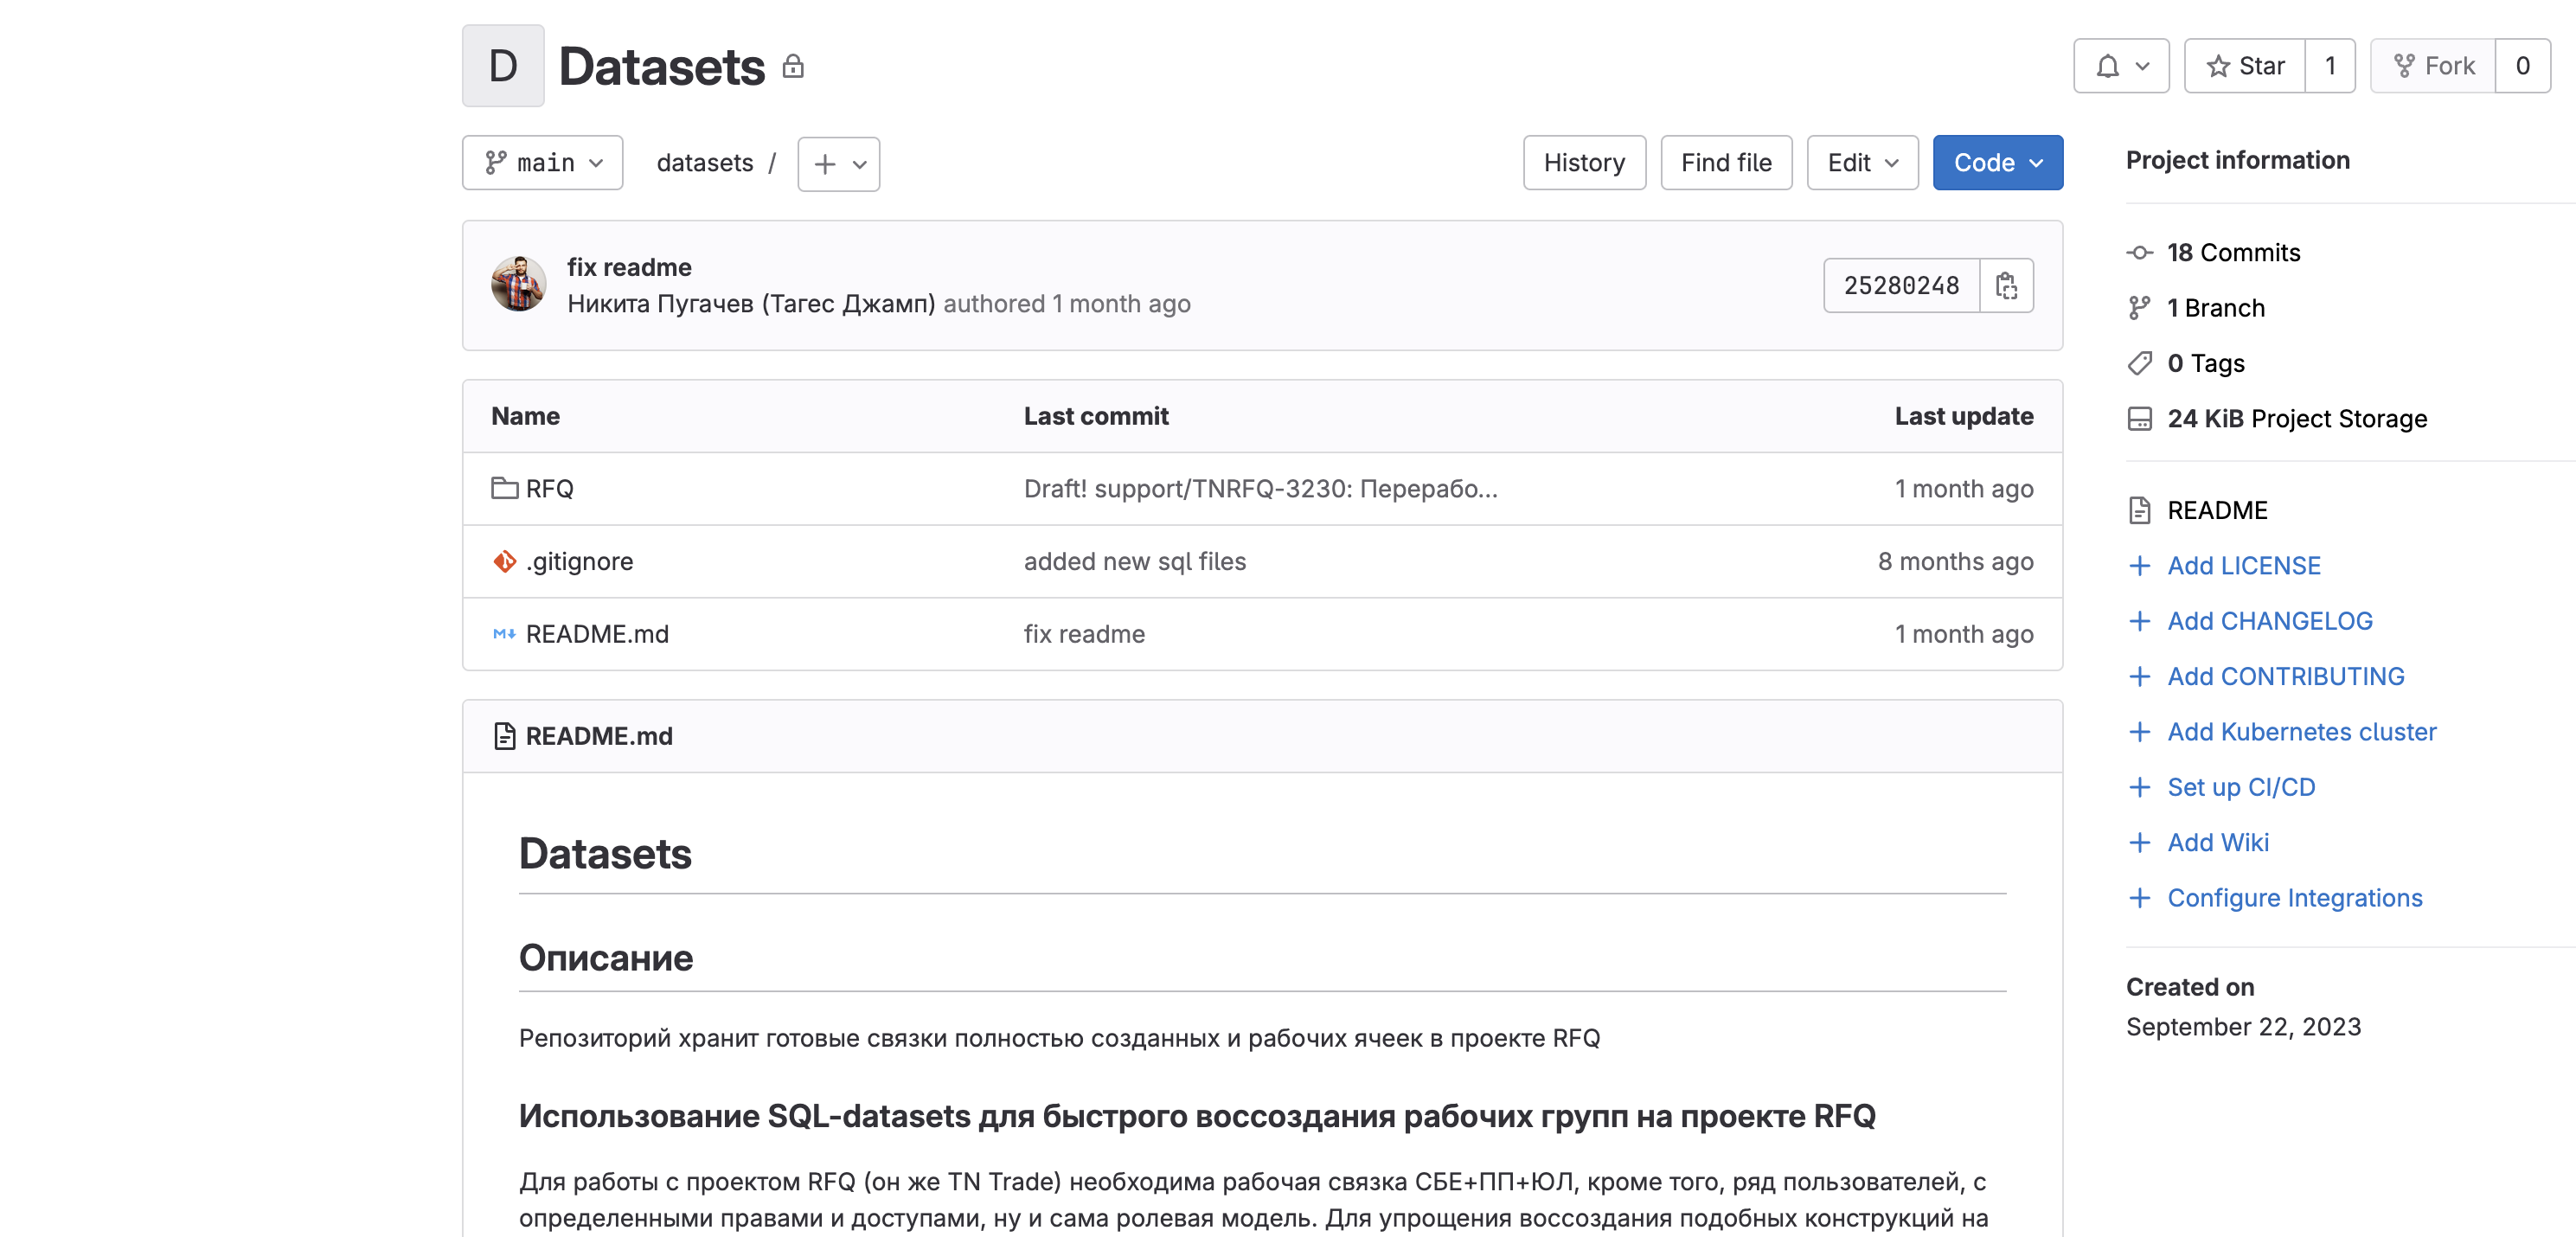 D Datasets
Star 1 Fork 0
main datasets / History Find file Edit Code
fix readme
Никита Пугачев (Тагес Джамп) authored 1 month ago
25280248
Name Last commit Last update
RFQ Draft! support/TNRFQ-3230: Перерабо... 1 month ago
.gitignore added new sql files 8 months ago
README.md fix readme 1 month ago
README.md
Datasets
Описание
Репозиторий хранит готовые связки полностью созданных и рабочих ячеек в проекте RFQ
Использование SQL-datasets для быстрого воссоздания рабочих групп на проекте RFQ
Для работы с проектом RFQ (он же TN Trade) необходима рабочая связка СБЕ+ПП+ЮЛ, кроме того, ряд пользователей, с
определенными правами и доступами, ну и сама ролевая модель. Для упрощения воссоздания подобных конструкций на
Project information
18 Commits
1 Branch
0 Tags
24 KiB Project Storage
README
Add LICENSE
Add CHANGELOG
Add CONTRIBUTING
Add Kubernetes cluster
Set up CI/CD
Add Wiki
Configure Integrations
Created on
September 22, 2023